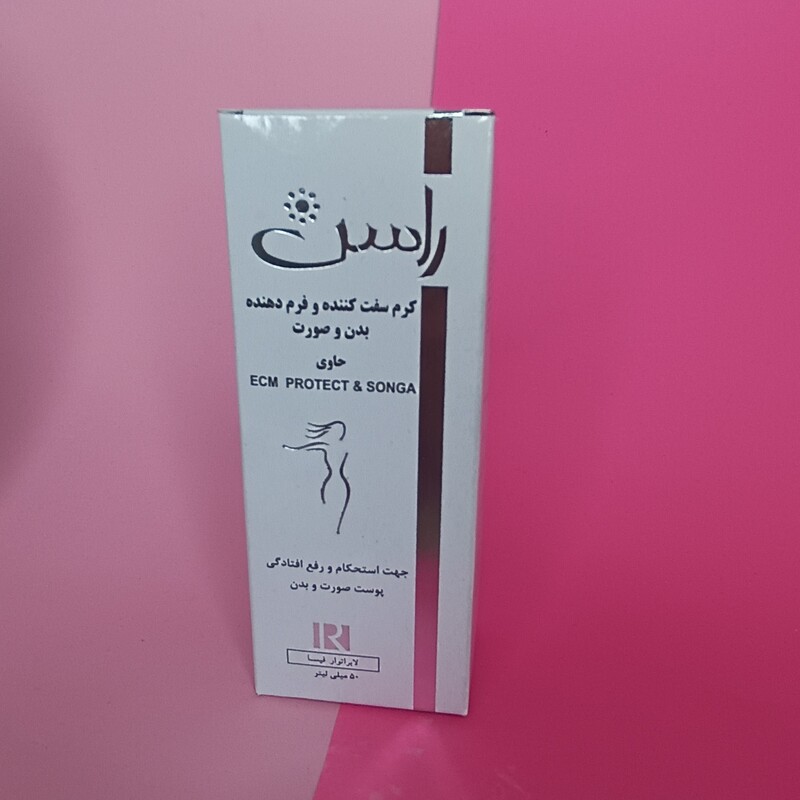 راسن
کرم سفت کننده و فرم دهنده
بدن و صورت
حاوی
ECM PROTECT & SONGA
جهت استحکام و رفع افتادگی
پوست صورت و بدن
R
لابراتوار فیسا
۵۰ میلی لیتر